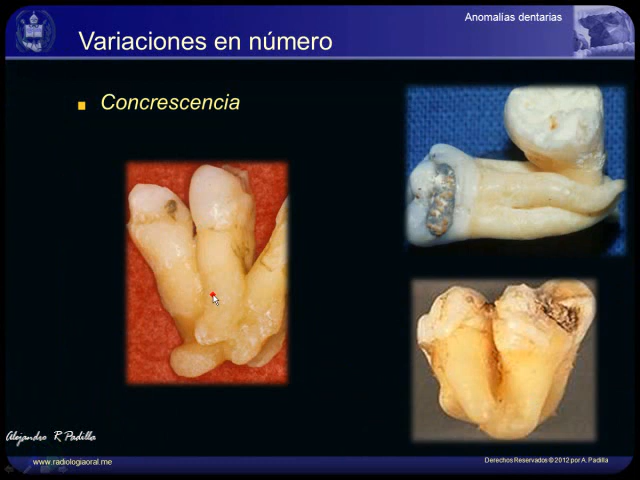 Anomalías dentarias
Variaciones en número
Concrescencia
Alejandro R Padilla
www.radiologiaoral.me
Derechos Reservados © 2012 por A. Padilla